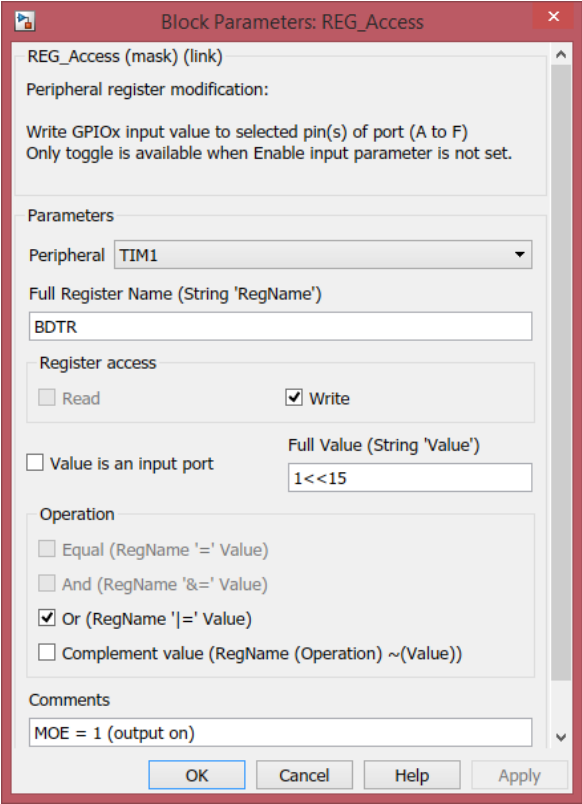 Block Parameters: REG_Access
REG_Access (mask) (link)
Peripheral register modification:
Write GPIOx input value to selected pin(s) of port (A to F)
Only toggle is available when Enable input parameter is not set.
Parameters
Peripheral TIM1
Full Register Name (String 'RegName')
BDTR
Register access
Read Write
Full Value (String 'Value')
Value is an input port
1<<15
Operation
Equal (RegName '=' Value)
And (RegName '&=' Value)
Or (RegName '|=' Value)
Complement value (RegName (Operation) ~(Value))
Comments
MOE = 1 (output on)
OK Cancel Help Apply